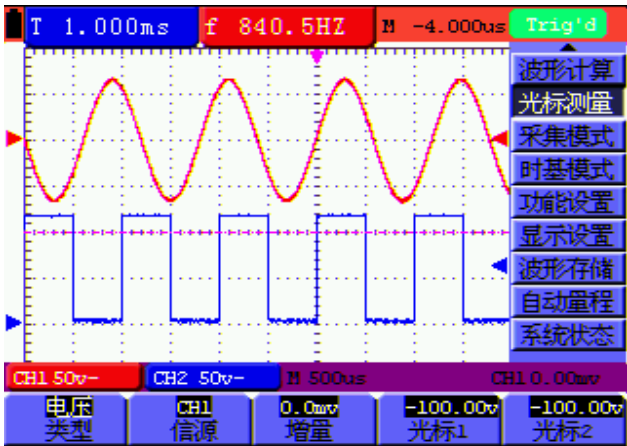 T 1.000ms f 840.5HZ M -4.000us Trig'd
波形计算
光标测量
采集模式
时基模式
功能设置
显示设置
波形存储
自动量程
系统状态
CH1 50v- CH2 50v- M 500us CH1 0.00mv
电压 CH1 0.0mv -100.00v -100.00v
类型 信源 增量 光标1 光标2